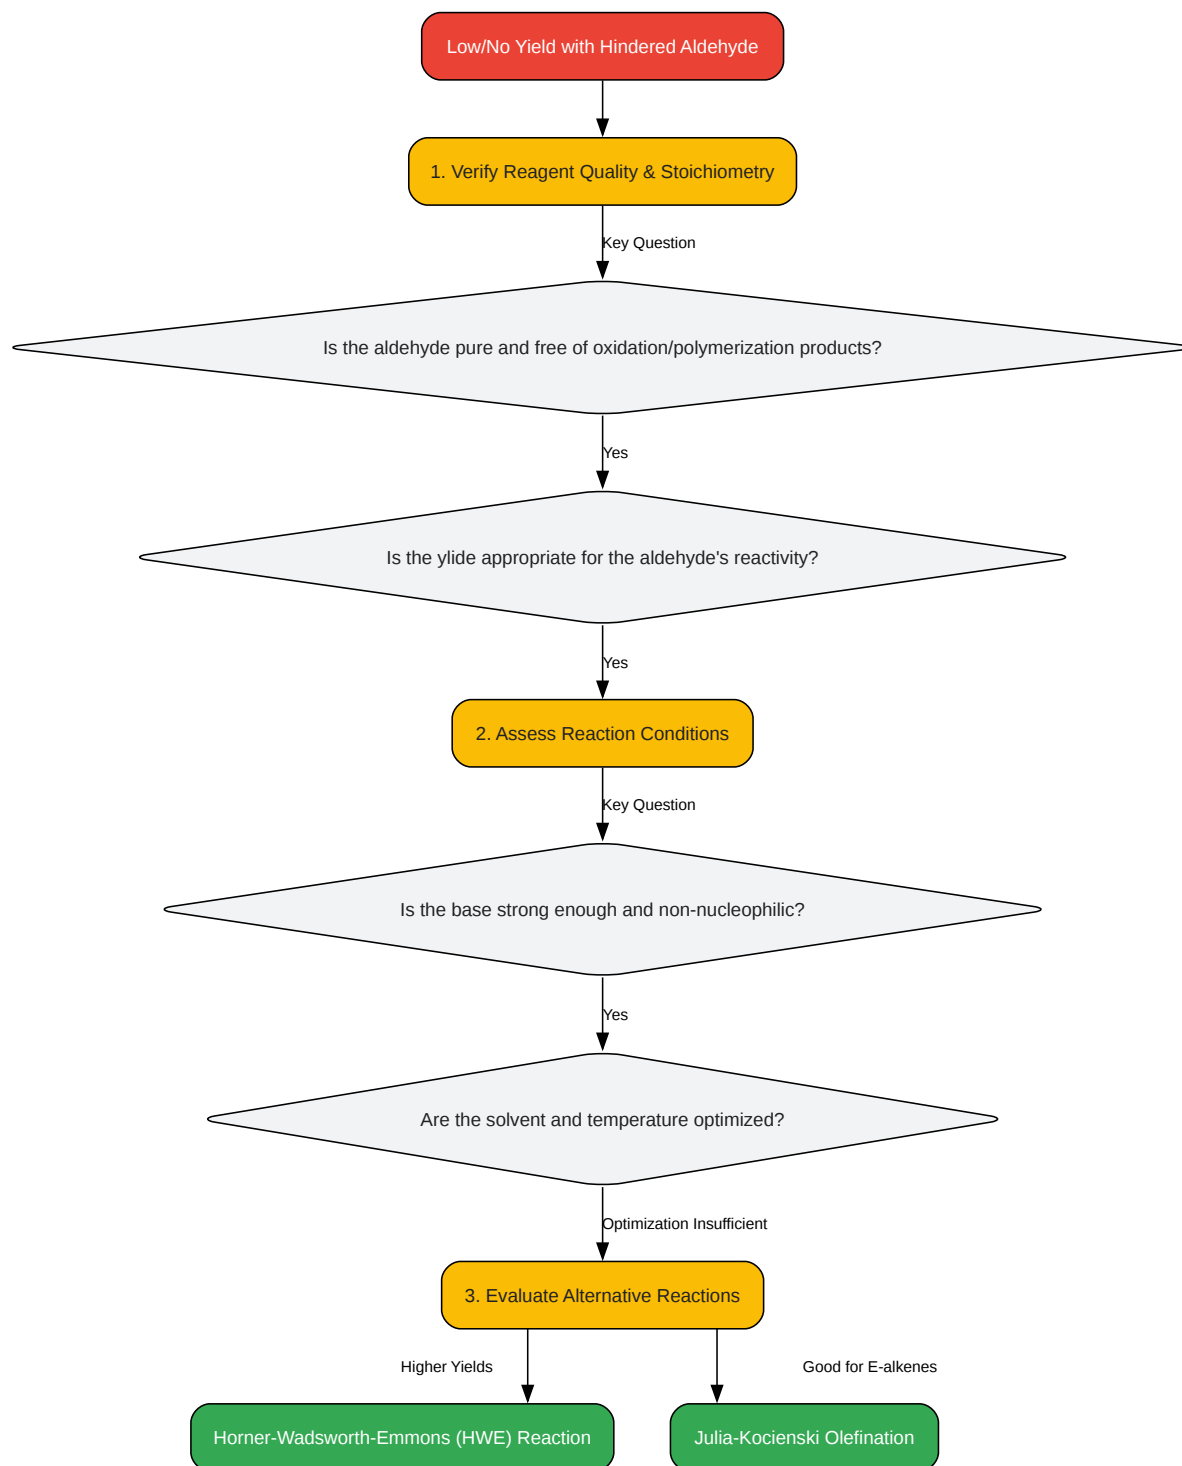 Low/No Yield with Hindered Aldehyde
1. Verify Reagent Quality & Stoichiometry
Key Question
Is the aldehyde pure and free of oxidation/polymerization products?
Yes
Is the ylide appropriate for the aldehyde's reactivity?
Yes
2. Assess Reaction Conditions
Key Question
Is the base strong enough and non-nucleophilic?
Yes
Are the solvent and temperature optimized?
Optimization Insufficient
3. Evaluate Alternative Reactions
Higher Yields
Good for E-alkenes
Horner-Wadsworth-Emmons (HWE) Reaction
Julia-Kocienski Olefination